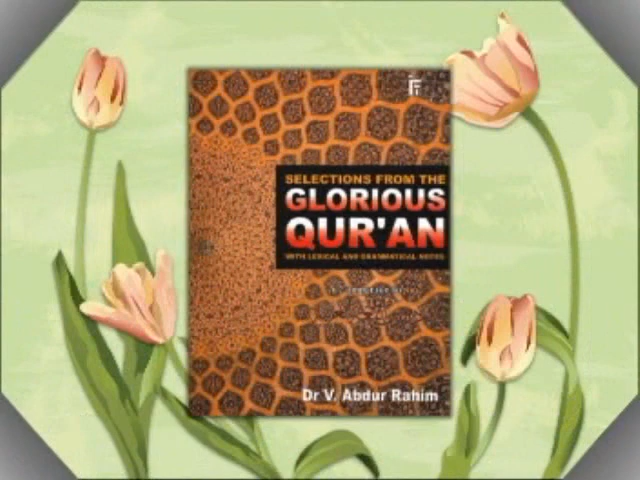 SELECTIONS FROM THE
GLORIOUS
QUR'AN
WITH LEXICAL AND GRAMMATICAL NOTES
Dr V. Abdur Rahim